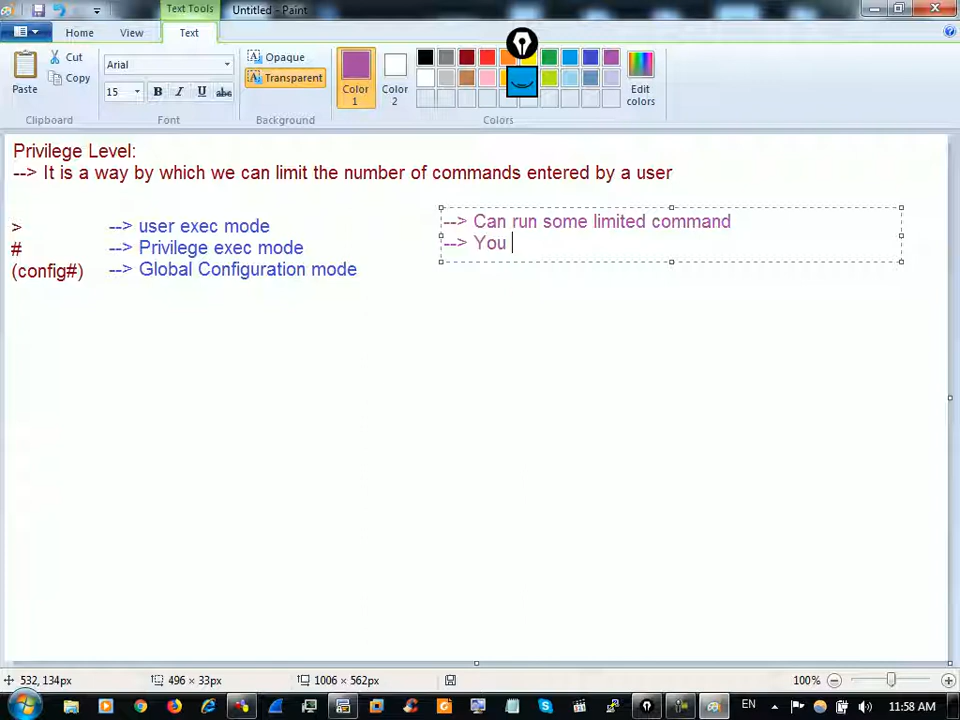 Text Tools
Untitled - Paint
Home
View
Text
Paste
Cut
Copy
Clipboard
Arial
15
B I U abc
Font
Opaque
Transparent
Background
Color 1
Color 2
Edit colors
Colors
Privilege Level:
--> It is a way by which we can limit the number of commands entered by a user
> --> user exec mode
# --> Privilege exec mode
(config#) --> Global Configuration mode
--> Can run some limited command
--> You
532, 134px
496 × 33px
1006 × 562px
100%
EN
11:58 AM